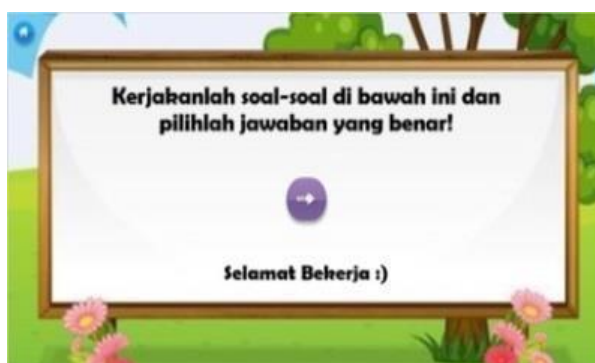 Kerjakanlah soal-soal di bawah ini dan
pilihlah jawaban yang benar!
Selamat Bekerja :)